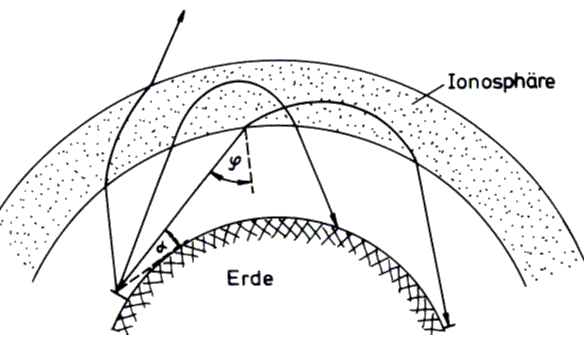 Ionosphäre
φ
α
Erde